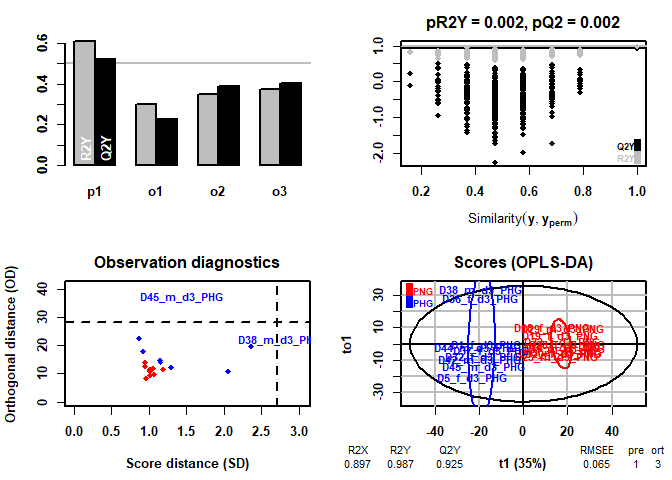 0.0 0.2 0.4 0.6
R2Y
Q2Y
p1 o1 o2 o3
pR2Y = 0.002, pQ2 = 0.002
1.0
0.0
-1.0
-2.0
Q2Y
R2Y
0.2 0.4 0.6 0.8 1.0
Similarity(y, yperm)
Observation diagnostics
Orthogonal distance (OD)
40
30
20
10
0
D45_m_d3_PHG
D38_m_d3_PHG
0.0 0.5 1.0 1.5 2.0 2.5 3.0
Score distance (SD)
Scores (OPLS-DA)
to1
20
0
-20
PNG
PHG
D38_m_d3_PHG
D36_f_d3_PHG
D45_m_d3_PHG
D5_f_d3_PHG
-40 -20 0 20 40
R2X R2Y Q2Y RMSEE pre ort
0.897 0.987 0.925 t1 (35%) 0.065 1 3